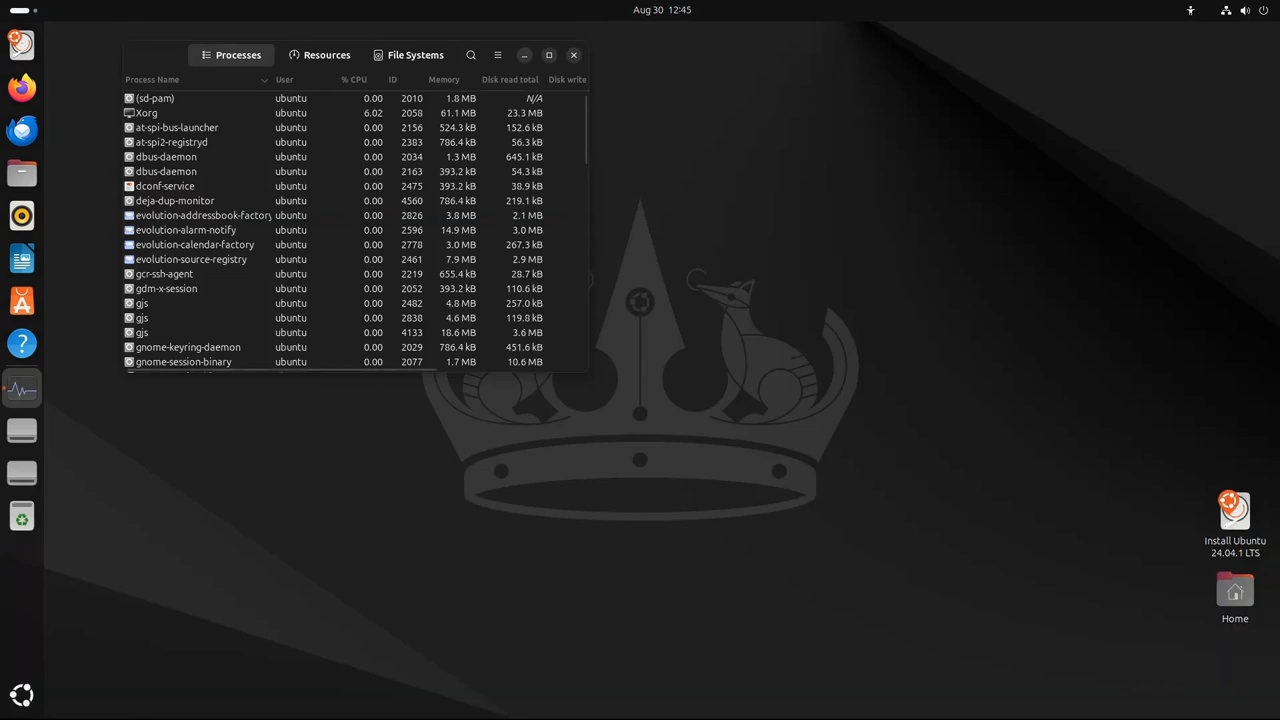 Aug 30 12:45
Processes Resources File Systems
Process Name User % CPU ID Memory Disk read total Disk write
(sd-pam) ubuntu 0.00 2010 1.8 MB N/A
Xorg ubuntu 6.02 2058 61.1 MB 23.3 MB
at-spi-bus-launcher ubuntu 0.00 2156 524.3 kB 152.6 kB
at-spi2-registryd ubuntu 0.00 2383 786.4 kB 56.3 kB
dbus-daemon ubuntu 0.00 2034 1.3 MB 645.1 kB
dbus-daemon ubuntu 0.00 2163 393.2 kB 54.3 kB
dconf-service ubuntu 0.00 2475 393.2 kB 38.9 kB
deja-dup-monitor ubuntu 0.00 4560 786.4 kB 219.1 kB
evolution-addressbook-factory ubuntu 0.00 2826 3.8 MB 2.1 MB
evolution-alarm-notify ubuntu 0.00 2596 14.9 MB 3.0 MB
evolution-calendar-factory ubuntu 0.00 2778 3.0 MB 267.3 kB
evolution-source-registry ubuntu 0.00 2461 7.9 MB 2.9 MB
gcr-ssh-agent ubuntu 0.00 2219 655.4 kB 28.7 kB
gdm-x-session ubuntu 0.00 2052 393.2 kB 110.6 kB
gjs ubuntu 0.00 2482 4.8 MB 257.0 kB
gjs ubuntu 0.00 2838 4.6 MB 119.8 kB
gjs ubuntu 0.00 4133 18.6 MB 3.6 MB
gnome-keyring-daemon ubuntu 0.00 2029 786.4 kB 451.6 kB
gnome-session-binary ubuntu 0.00 2077 1.7 MB 10.6 MB
Install Ubuntu
24.04.1 LTS
Home